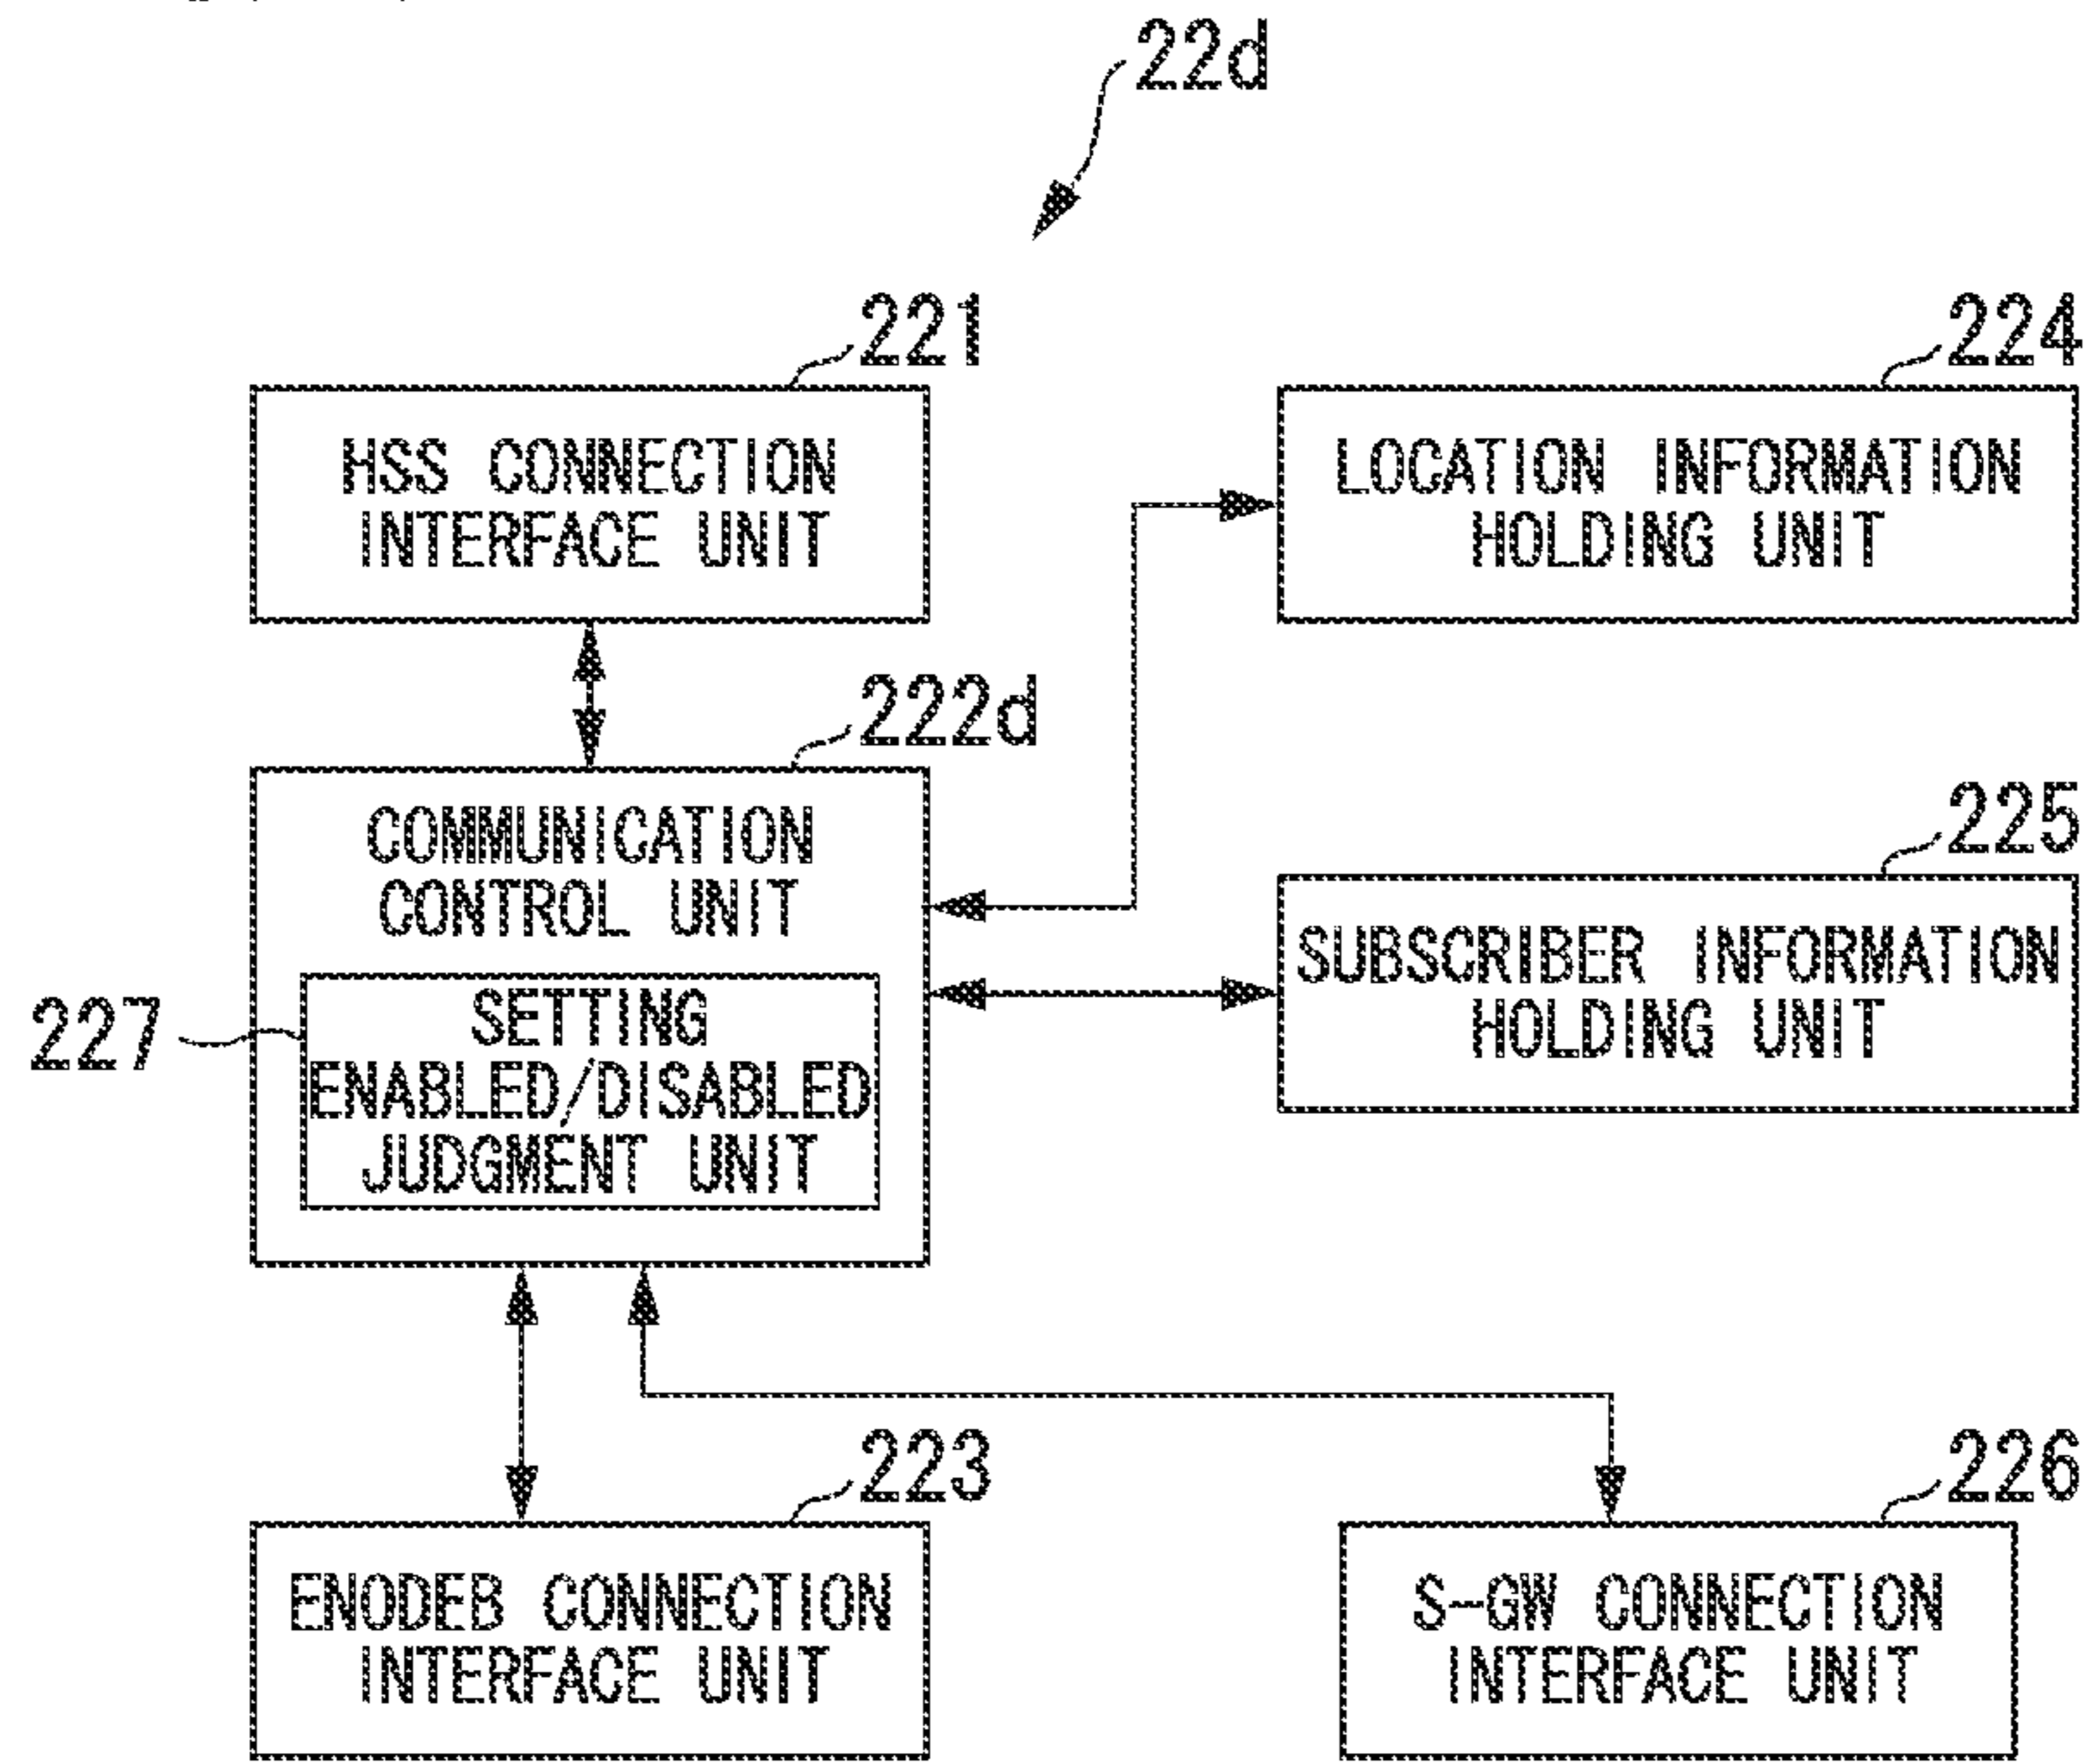 22d
221
HSS CONNECTION
INTERFACE UNIT
224
LOCATION INFORMATION
HOLDING UNIT
222d
COMMUNICATION
CONTROL UNIT
227
SETTING
ENABLED/DISABLED
JUDGMENT UNIT
225
SUBSCRIBER INFORMATION
HOLDING UNIT
223
ENODEB CONNECTION
INTERFACE UNIT
226
S-GW CONNECTION
INTERFACE UNIT